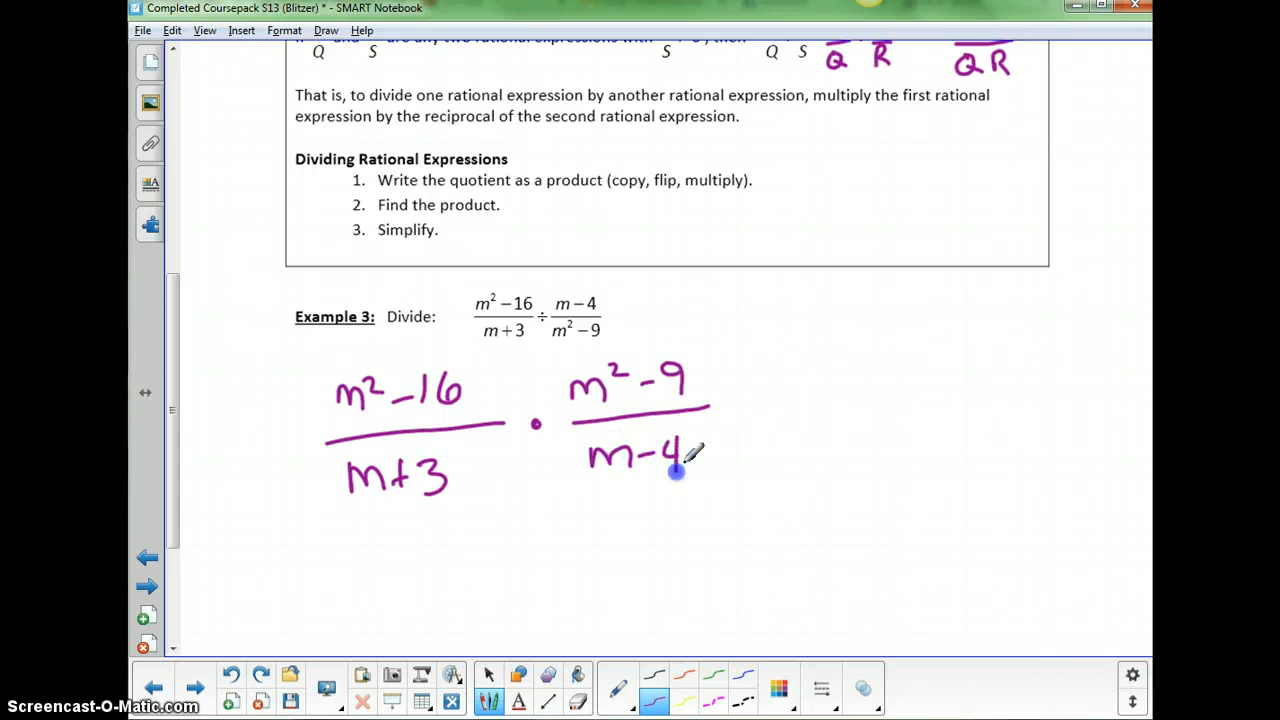 Completed Coursepack S13 (Blitzer) * - SMART Notebook
File Edit View Insert Format Draw Help
Q S S Q S Q R Q R
That is, to divide one rational expression by another rational expression, multiply the first rational
expression by the reciprocal of the second rational expression.
Dividing Rational Expressions
1. Write the quotient as a product (copy, flip, multiply).
2. Find the product.
3. Simplify.
Example 3: Divide: m² − 16 / m + 3 ÷ m − 4 / m² − 9
m² − 16 / m + 3 · m² − 9 / m − 4
Screencast-O-Matic.com